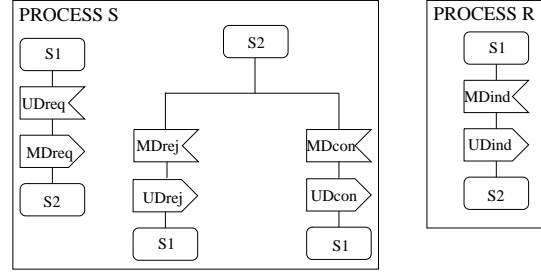 PROCESS S
S1
UDreq
MDreq
S2
S2
MDrej
UDrej
S1
MDcon
UDcon
S1
PROCESS R
S1
MDind
UDind
S2